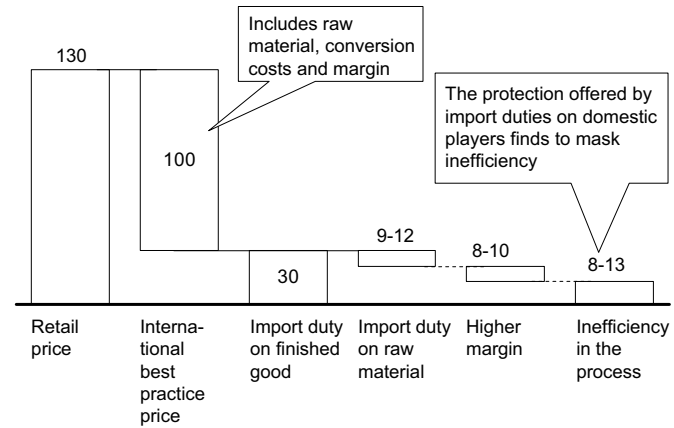 Includes raw
material, conversion
costs and margin
130
The protection offered by
import duties on domestic
players finds to mask
inefficiency
100
9-12
8-10
8-13
30
Retail
price
Interna-
tional
best
practice
price
Import duty
on finished
good
Import duty
on raw
material
Higher
margin
Inefficiency
in the
process